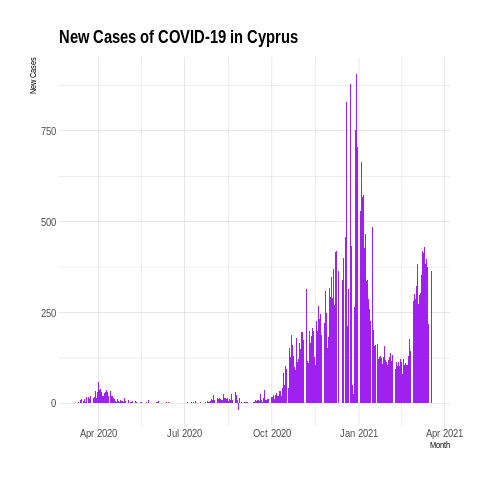 New Cases of COVID-19 in Cyprus
New Cases
750
500
250
0
Apr 2020
Jul 2020
Oct 2020
Jan 2021
Apr 2021
Month